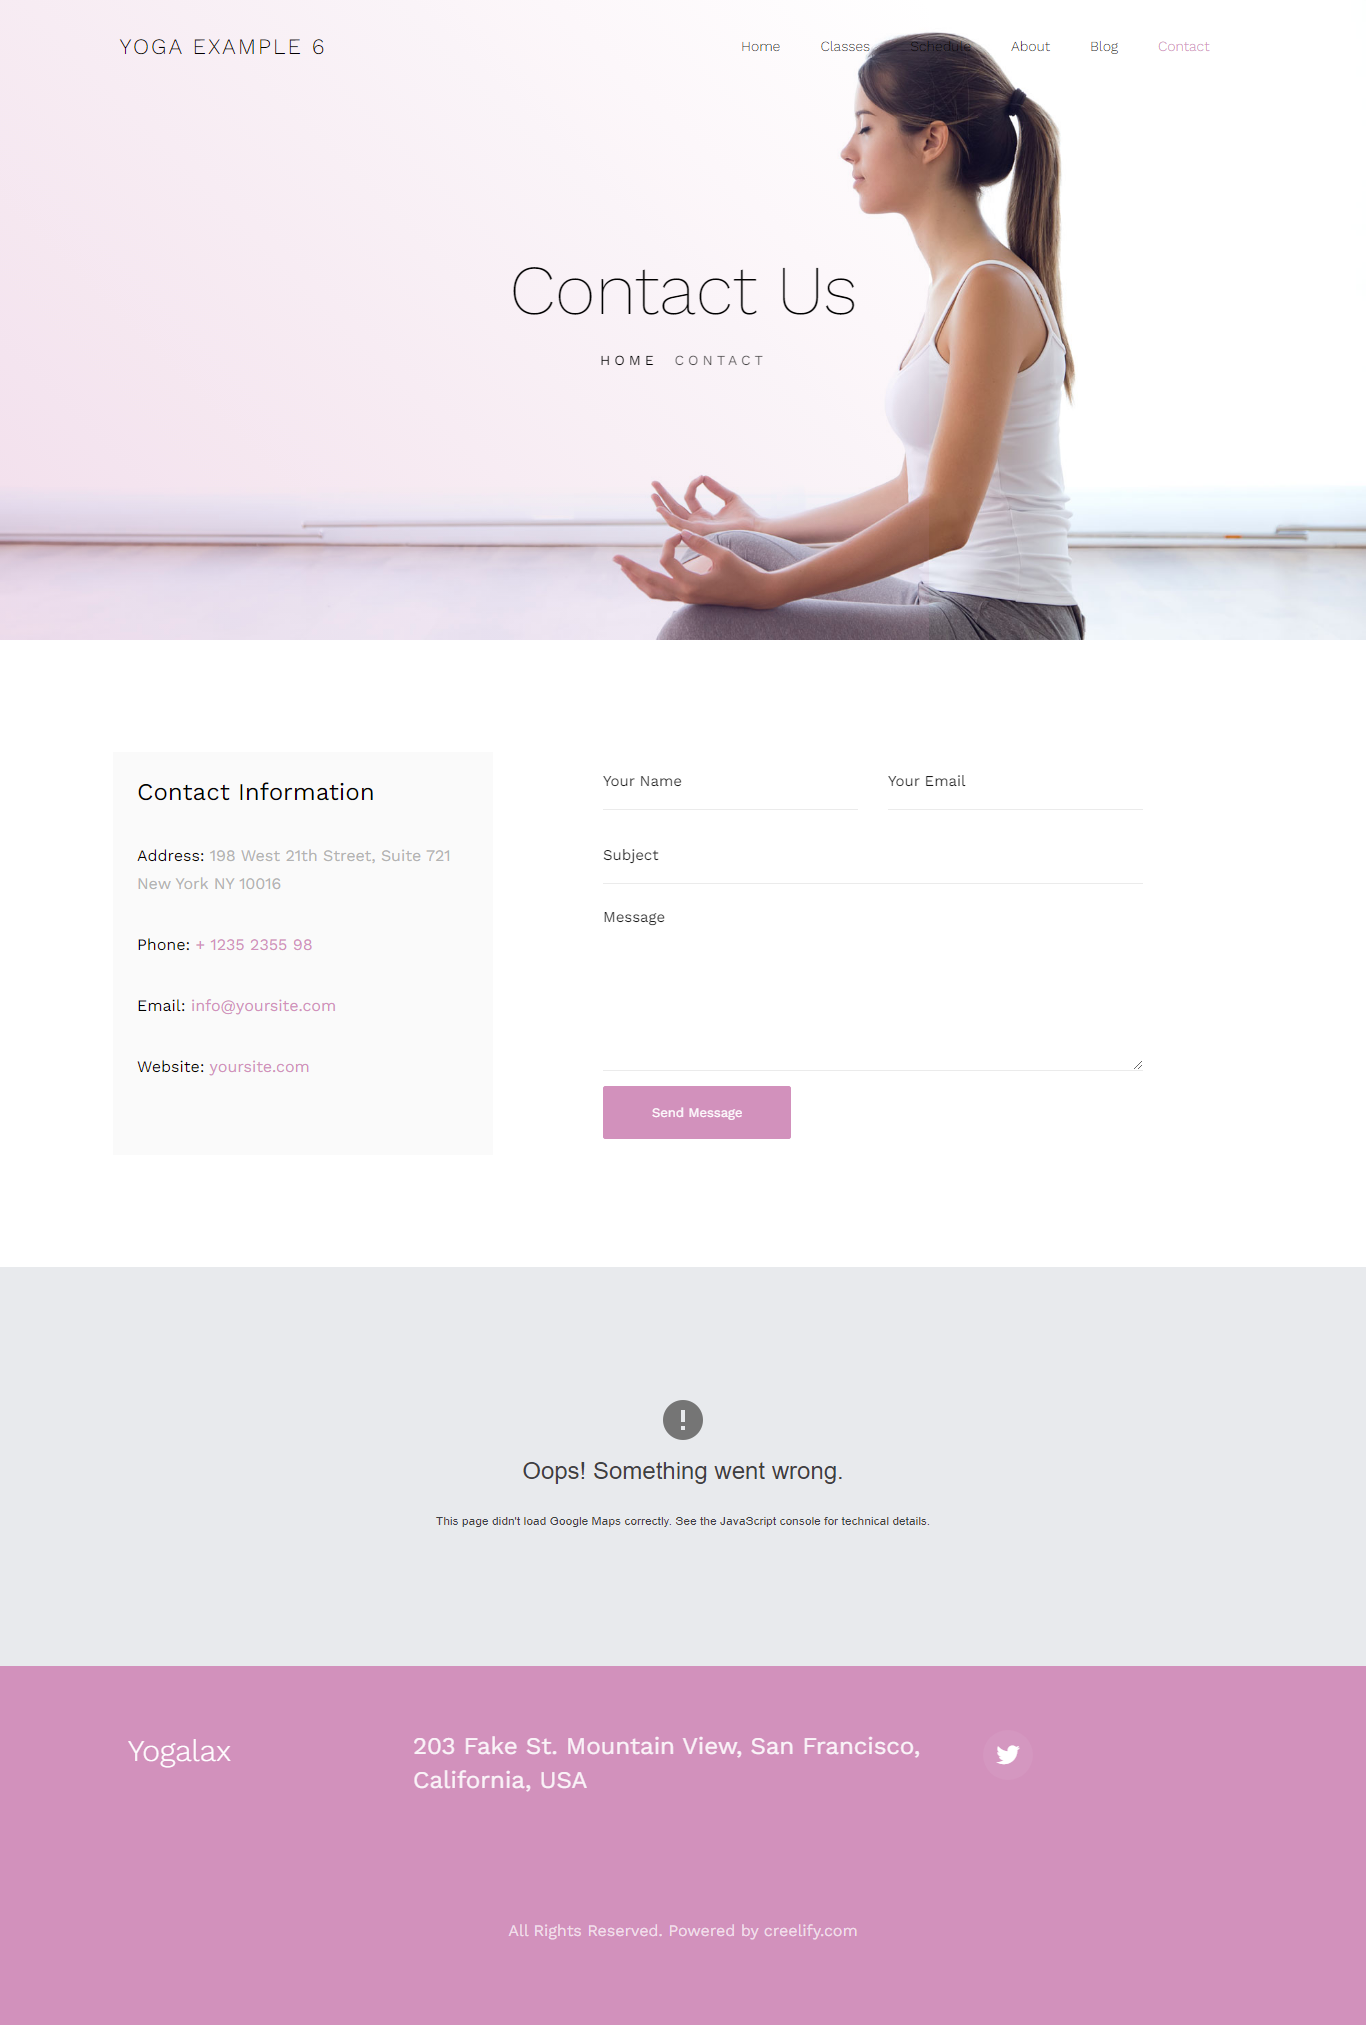 YOGA EXAMPLE 6
Home Classes Schedule About Blog Contact
Contact Us
HOME CONTACT
Contact Information
Address: 198 West 21th Street, Suite 721
New York NY 10016
Phone: + 1235 2355 98
Email: info@yoursite.com
Website: yoursite.com
Your Name Your Email
Subject
Message
Send Message
Oops! Something went wrong.
This page didn't load Google Maps correctly. See the JavaScript console for technical details.
Yogalax
203 Fake St. Mountain View, San Francisco,
California, USA
All Rights Reserved. Powered by creelify.com